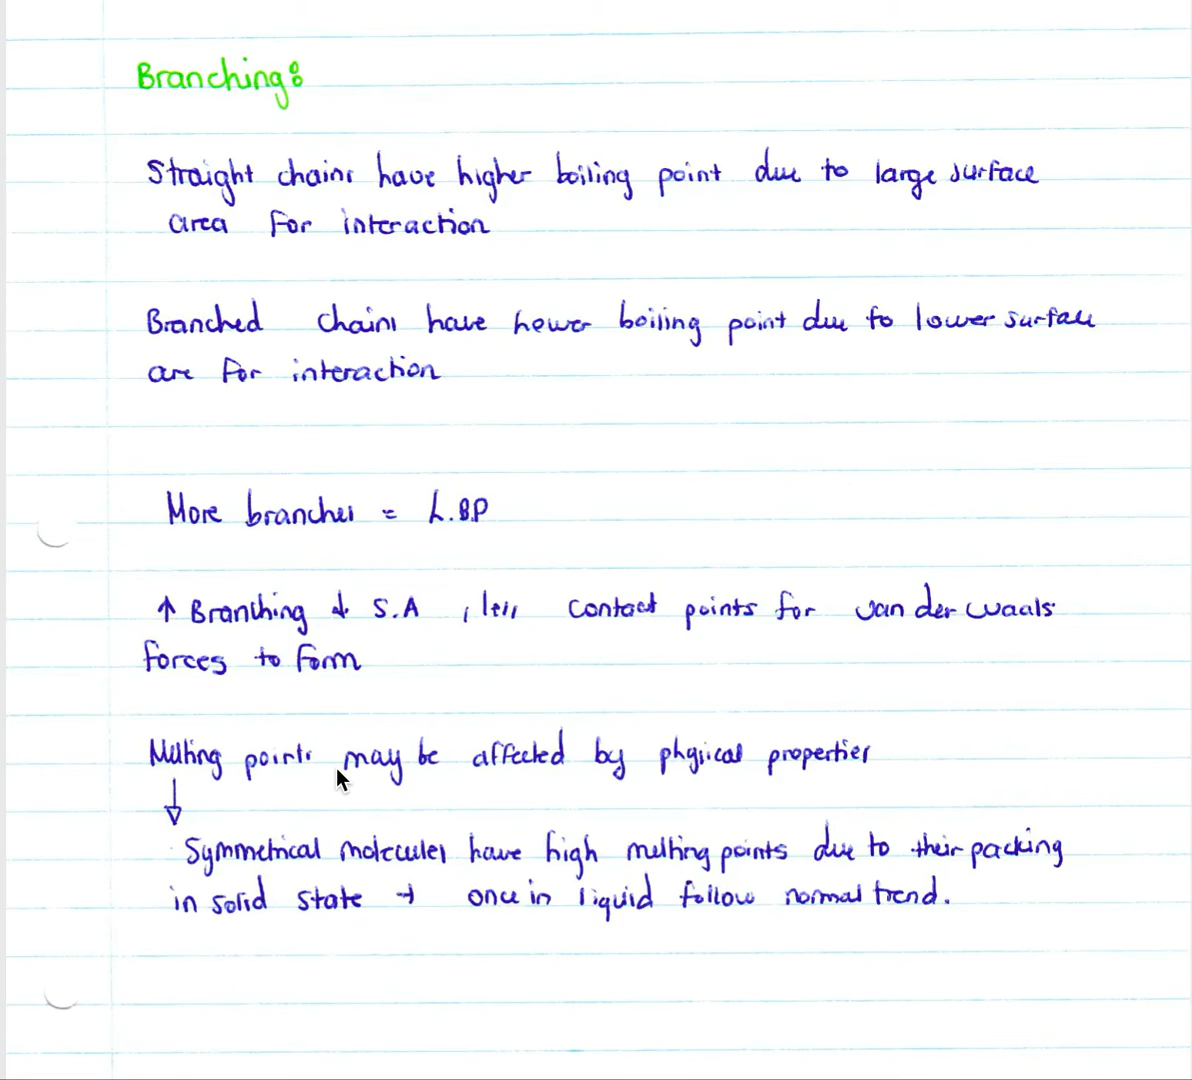 Branching:
Straight chains have higher boiling point due to large surface
area for interaction
Branched chains have lower boiling point due to lower surface
are for interaction
More branches = L.BP
↑ Branching ↓ S.A , less contact points for van der waals
forces to form
Melting points may be affected by physical properties
↓
Symmetrical molecules have high melting points due to their packing
in solid state → once in liquid follow normal trend.